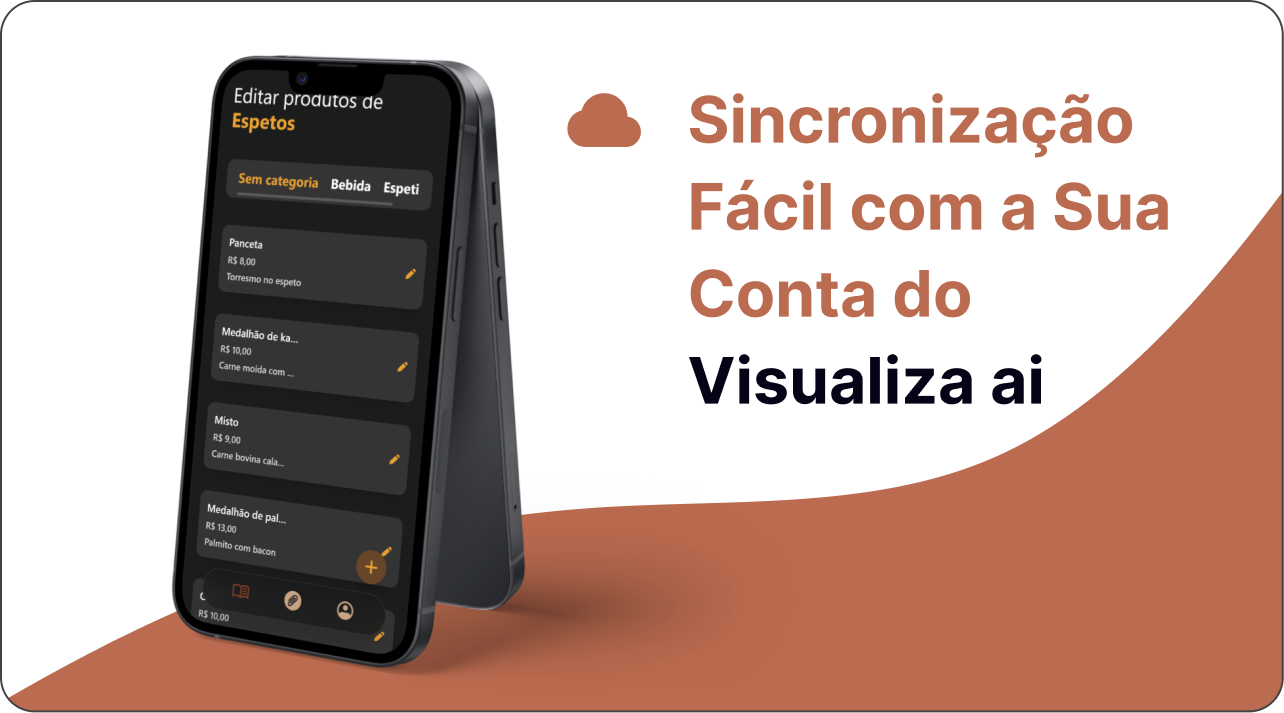 Editar produtos de
Espetos
Sem categoria Bebida Espeti
Panceta
R$ 8,00
Torresmo no espeto
Medalhão de ka...
R$ 10,00
Carne moída com ...
Misto
R$ 9,00
Carne bovina cala...
Medalhão de pal...
R$ 13,00
Palmito com bacon
R$ 10,00
Sincronização
Fácil com a Sua
Conta do
Visualiza ai